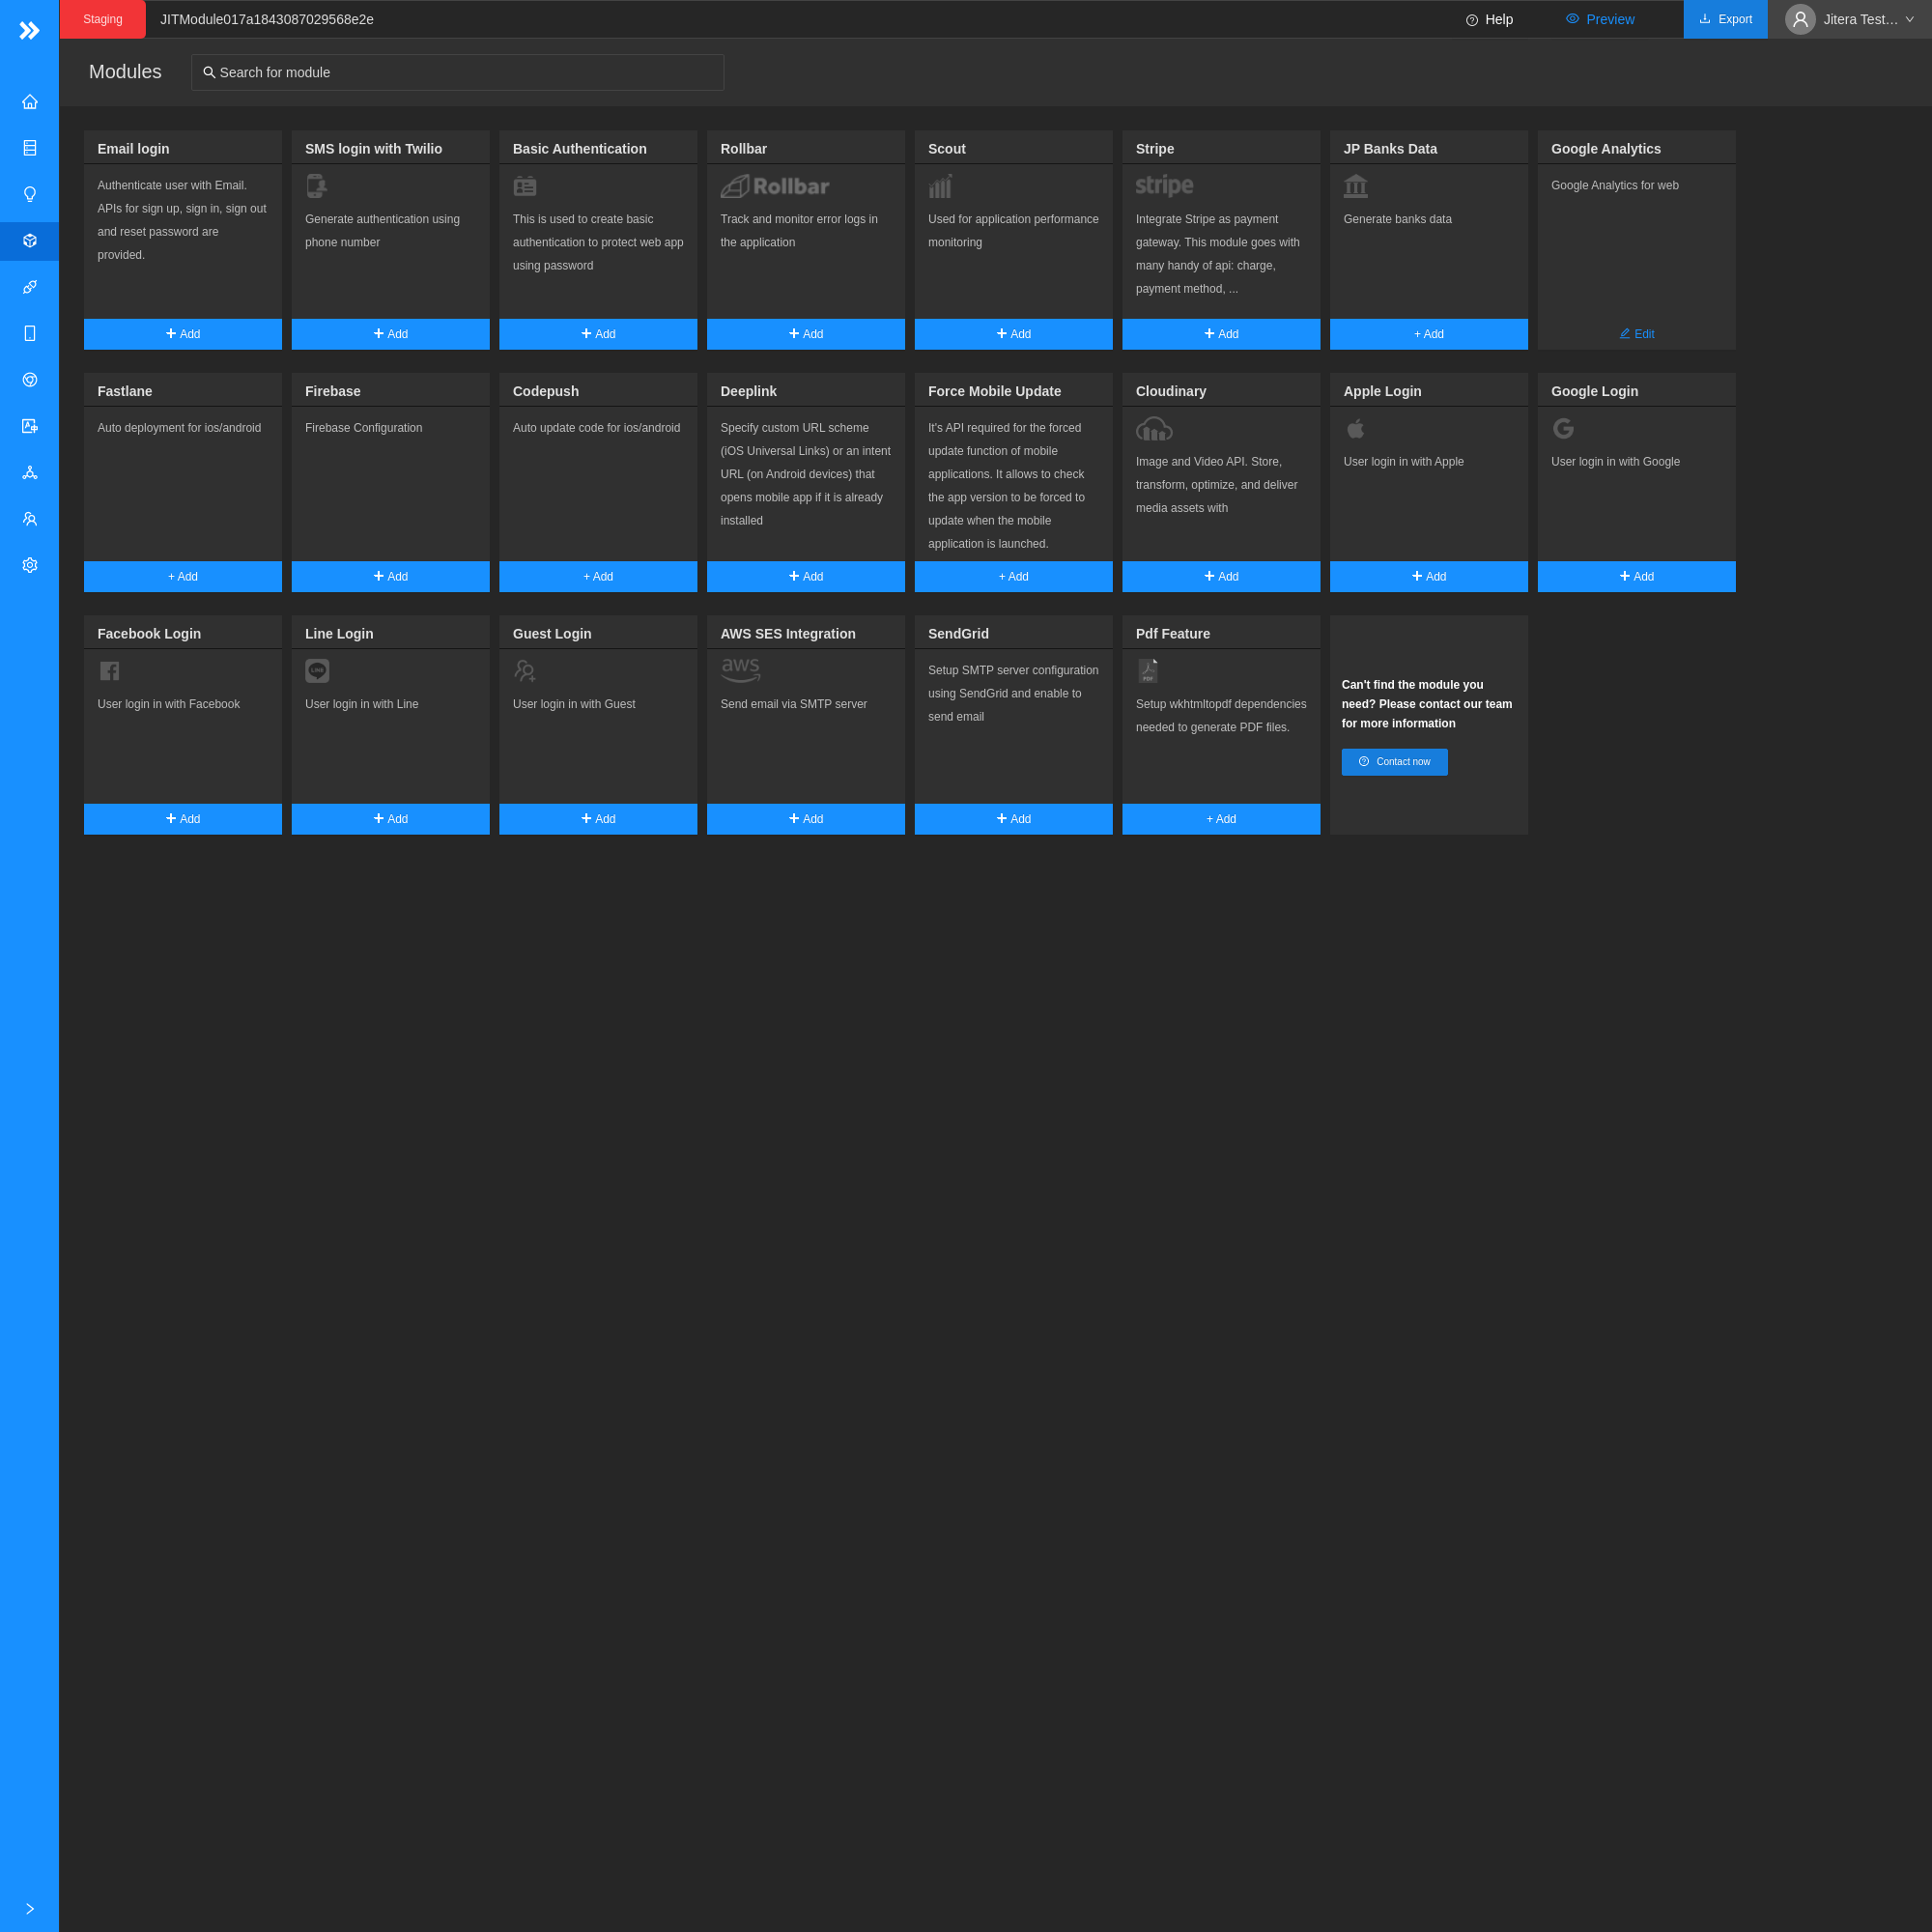 Staging
JITModule017a1843087029568e2e
Help
Preview
Export
Jitera Test…
Modules
Search for module
Email login
Authenticate user with Email.
APIs for sign up, sign in, sign out
and reset password are
provided.
Add
SMS login with Twilio
Generate authentication using
phone number
Add
Basic Authentication
This is used to create basic
authentication to protect web app
using password
Add
Rollbar
Rollbar
Track and monitor error logs in
the application
Add
Scout
Used for application performance
monitoring
Add
Stripe
stripe
Integrate Stripe as payment
gateway. This module goes with
many handy of api: charge,
payment method, ...
Add
JP Banks Data
Generate banks data
+ Add
Google Analytics
Google Analytics for web
Edit
Fastlane
Auto deployment for ios/android
+ Add
Firebase
Firebase Configuration
Add
Codepush
Auto update code for ios/android
+ Add
Deeplink
Specify custom URL scheme
(iOS Universal Links) or an intent
URL (on Android devices) that
opens mobile app if it is already
installed
Add
Force Mobile Update
It's API required for the forced
update function of mobile
applications. It allows to check
the app version to be forced to
update when the mobile
application is launched.
+ Add
Cloudinary
Image and Video API. Store,
transform, optimize, and deliver
media assets with
Add
Apple Login
User login in with Apple
Add
Google Login
User login in with Google
Add
Facebook Login
User login in with Facebook
Add
Line Login
LINE
User login in with Line
Add
Guest Login
User login in with Guest
Add
AWS SES Integration
aws
Send email via SMTP server
Add
SendGrid
Setup SMTP server configuration
using SendGrid and enable to
send email
Add
Pdf Feature
PDF
Setup wkhtmltopdf dependencies
needed to generate PDF files.
+ Add
Can't find the module you
need? Please contact our team
for more information
Contact now